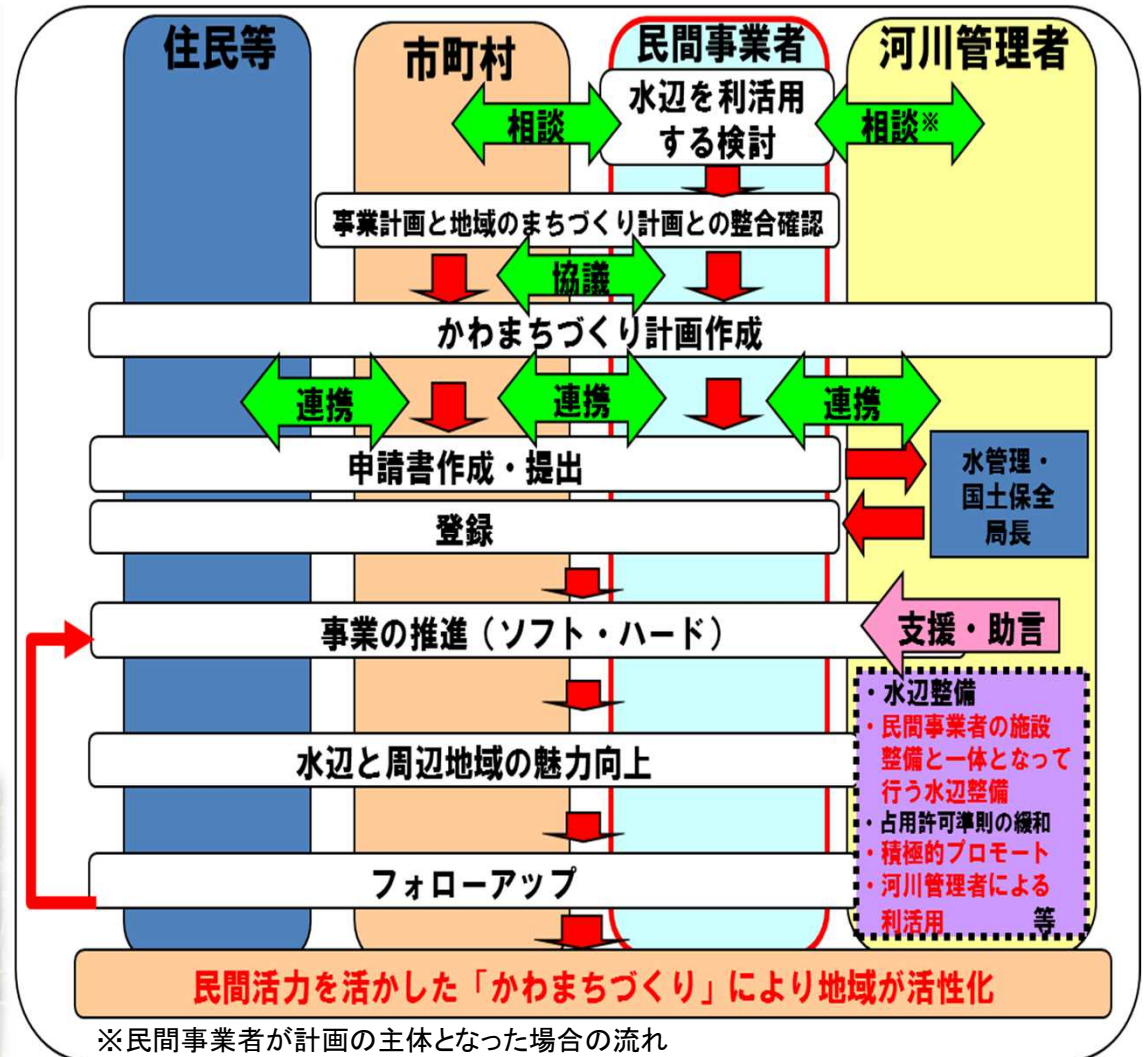 住民等
市町村
民間事業者
河川管理者
水辺を利活用
する検討
相談
相談※
事業計画と地域のまちづくり計画との整合確認
協議
かわまちづくり計画作成
連携
連携
連携
申請書作成・提出
水管理・
国土保全
局長
登録
事業の推進（ソフト・ハード）
支援・助言
・水辺整備
・民間事業者の施設
整備と一体となって
行う水辺整備
・占用許可準則の緩和
・積極的プロモート
・河川管理者による
利活用 等
水辺と周辺地域の魅力向上
フォローアップ
民間活力を活かした「かわまちづくり」により地域が活性化
※民間事業者が計画の主体となった場合の流れ